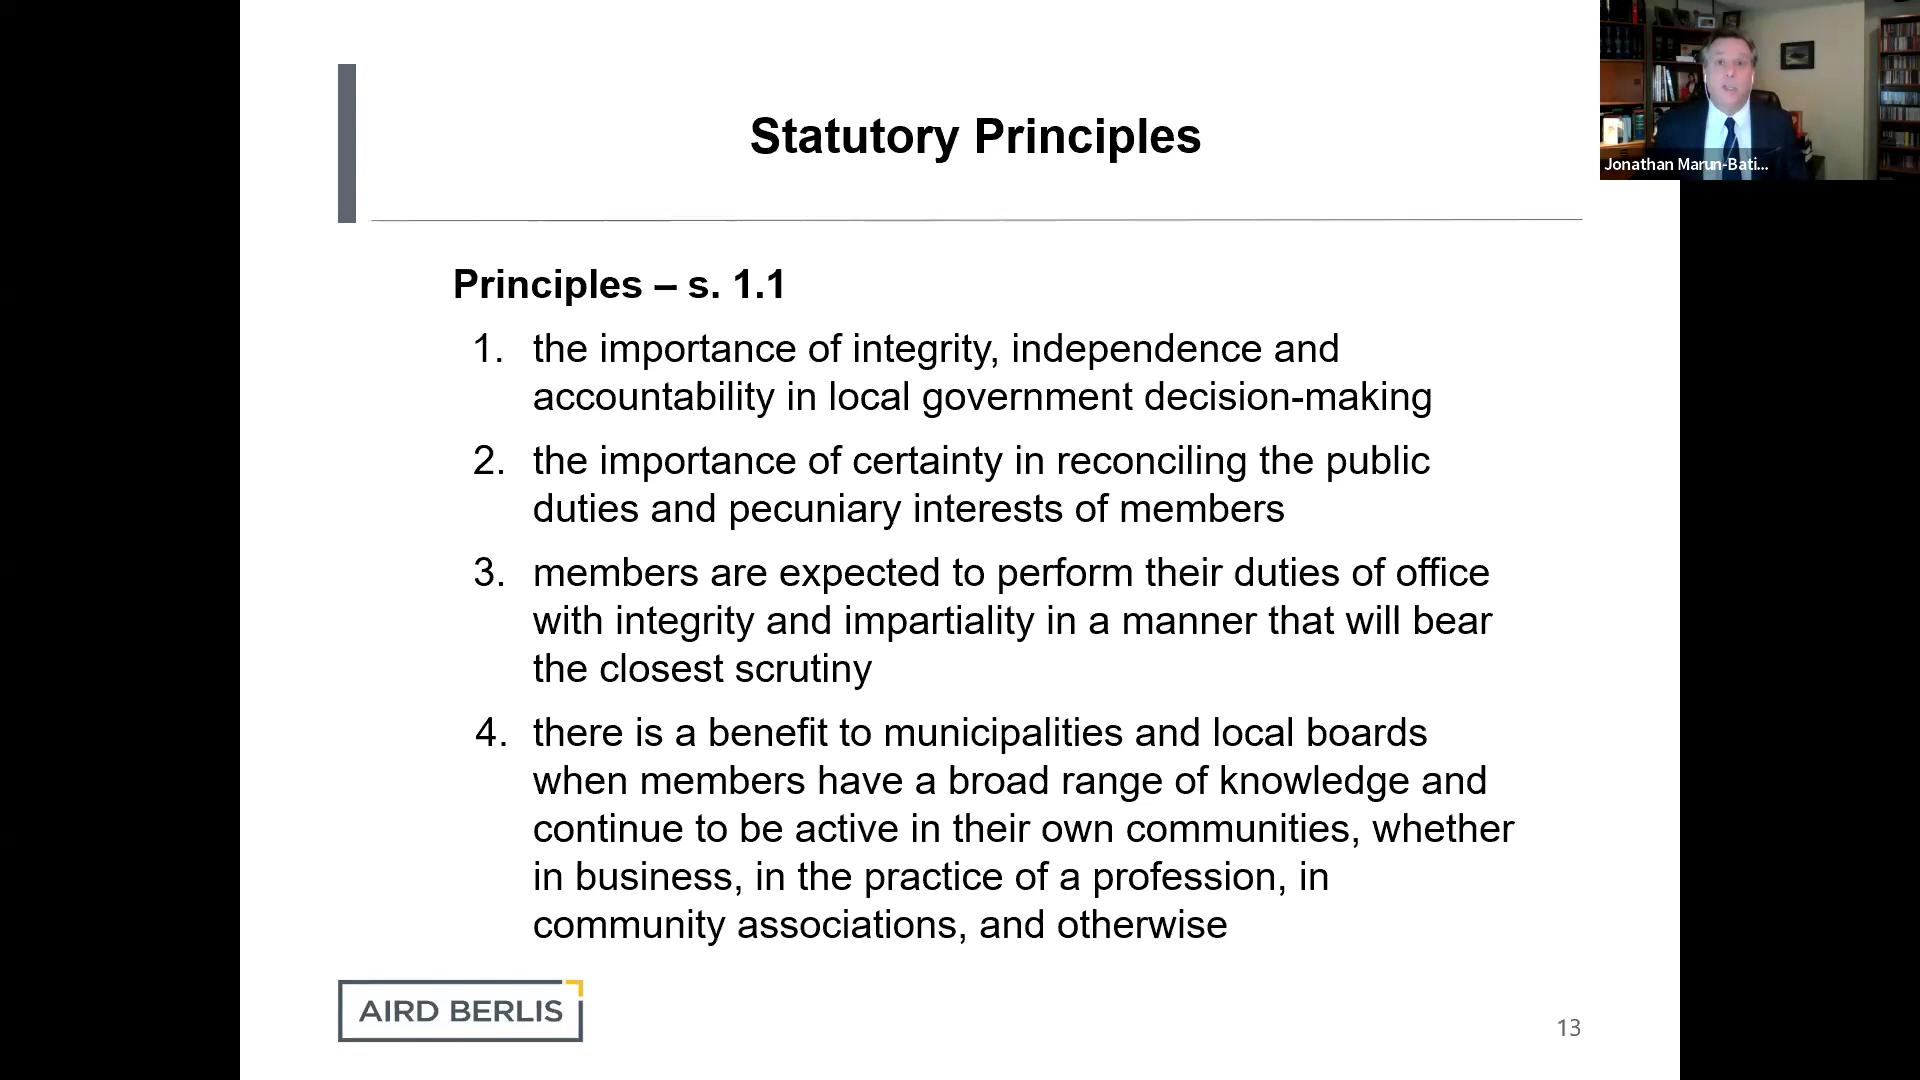 Statutory Principles
Jonathan Marun-Bati...
Principles – s. 1.1
1. the importance of integrity, independence and
accountability in local government decision-making
2. the importance of certainty in reconciling the public
duties and pecuniary interests of members
3. members are expected to perform their duties of office
with integrity and impartiality in a manner that will bear
the closest scrutiny
4. there is a benefit to municipalities and local boards
when members have a broad range of knowledge and
continue to be active in their own communities, whether
in business, in the practice of a profession, in
community associations, and otherwise
AIRD BERLIS
13